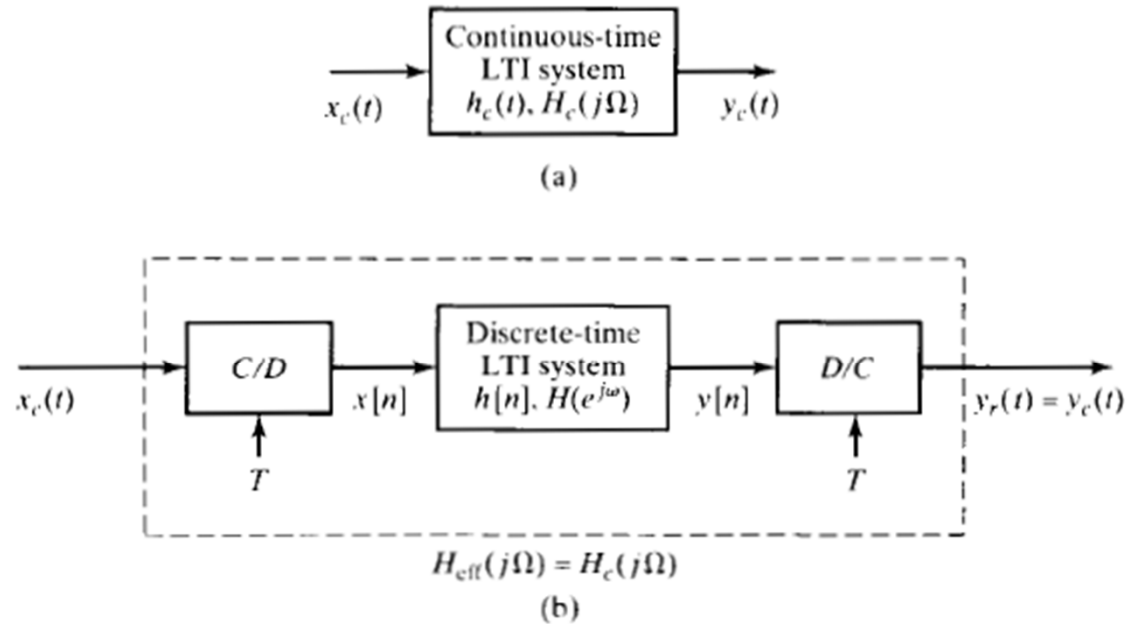 Continuous-time
LTI system
h_c(t), H_c(jΩ)
x_c(t)
y_c(t)
(a)
C/D
Discrete-time
LTI system
h[n], H(e^{jω})
D/C
x_c(t)
x[n]
y[n]
y_r(t) = y_c(t)
T
T
H_eff(jΩ) = H_c(jΩ)
(b)